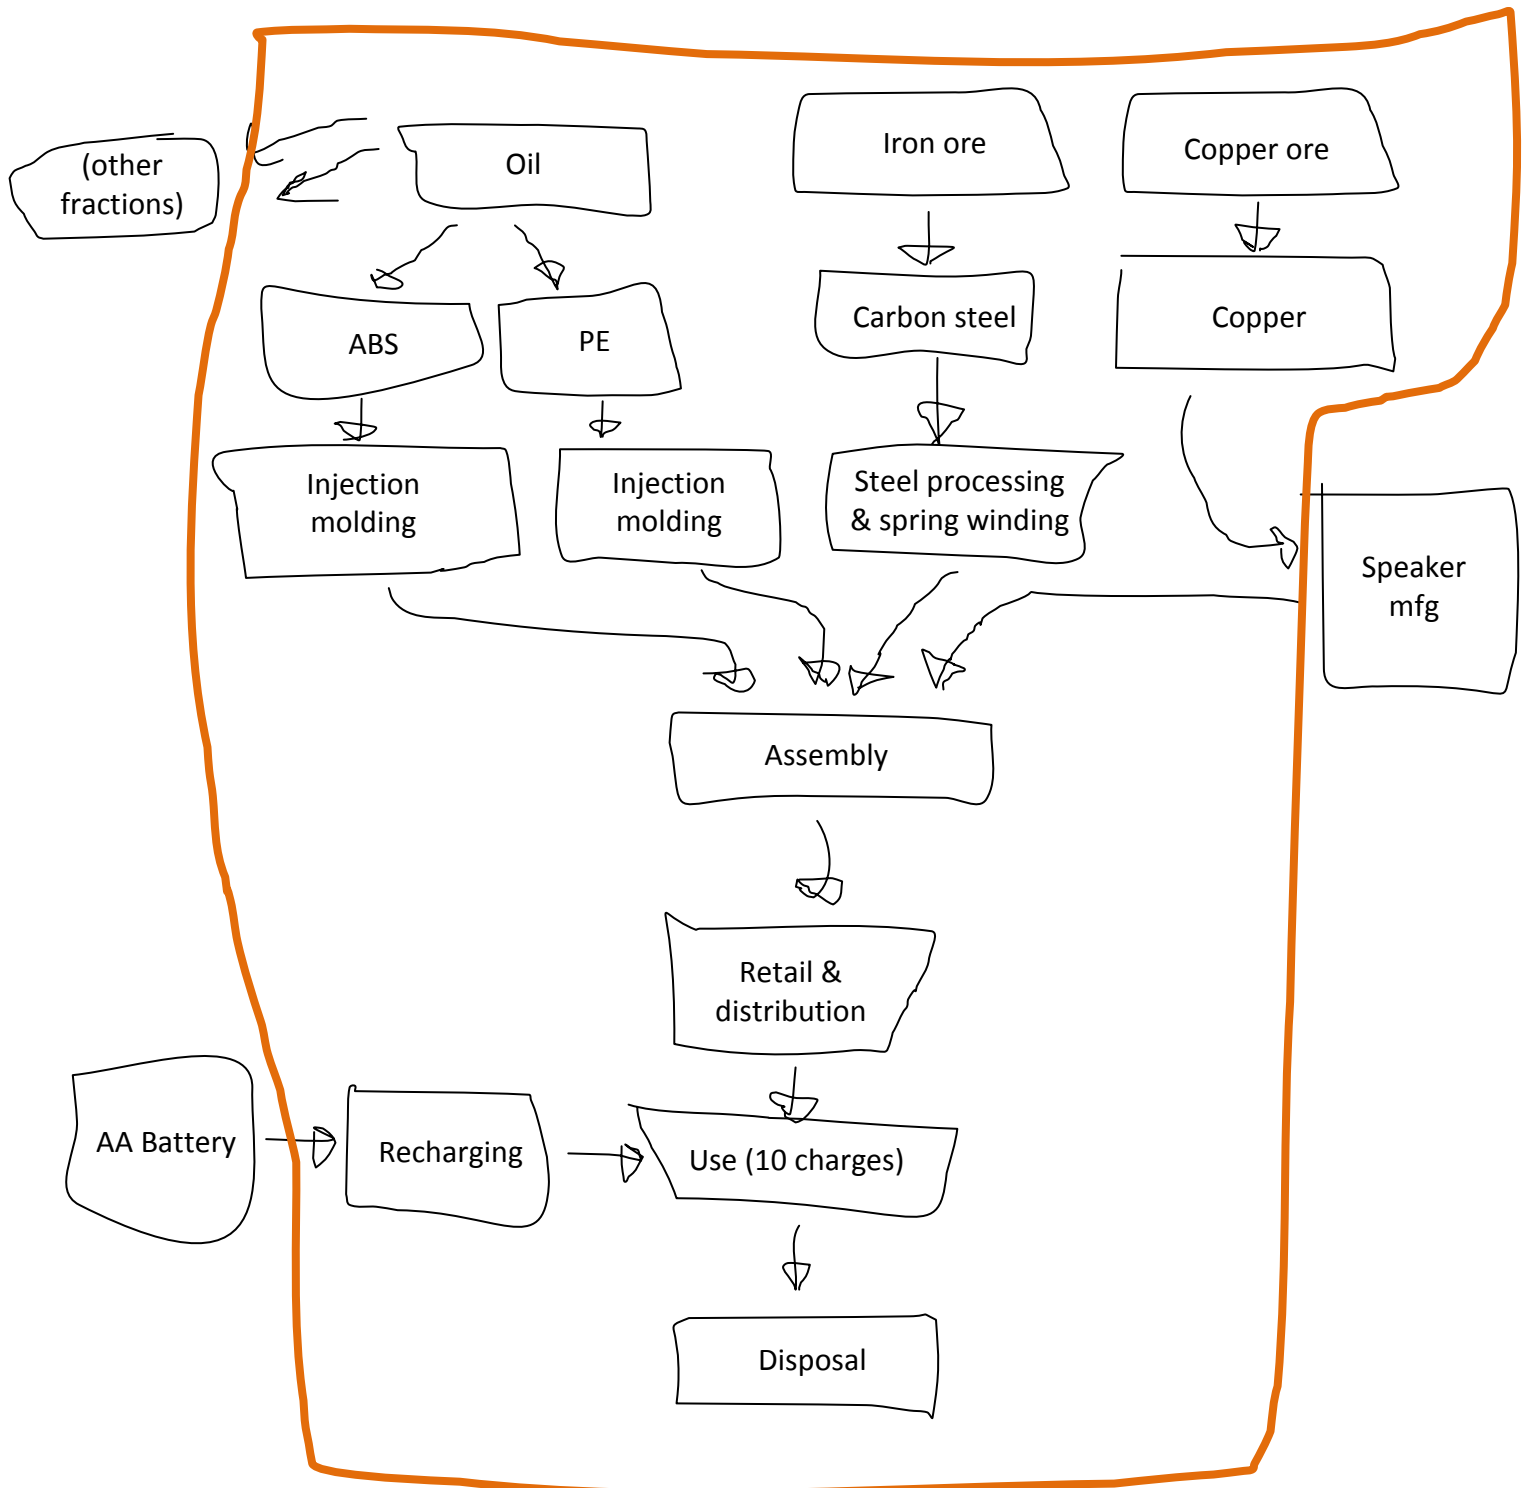 (other
fractions)
Oil
Iron ore
Copper ore
ABS
PE
Carbon steel
Copper
Injection
molding
Injection
molding
Steel processing
& spring winding
Speaker
mfg
Assembly
Retail &
distribution
AA Battery
Recharging
Use (10 charges)
Disposal